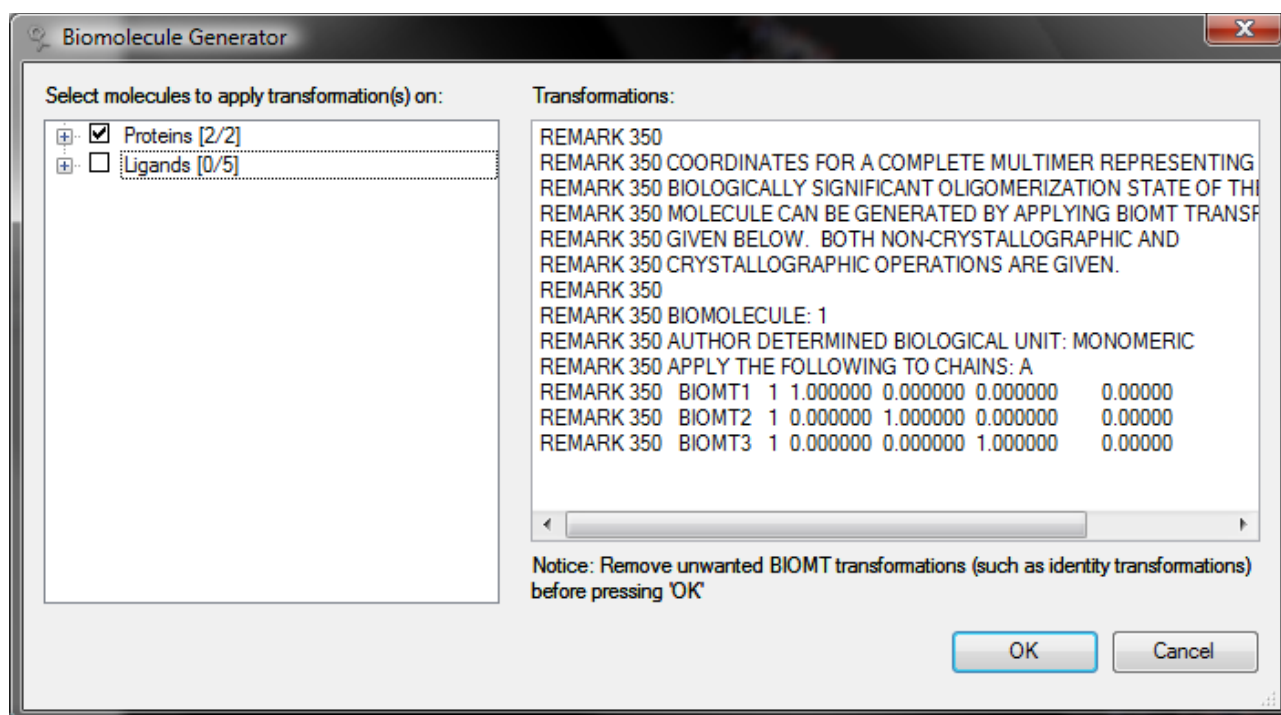 Biomolecule Generator
Select molecules to apply transformation(s) on:
Proteins [2/2]
Ligands [0/5]
Transformations:
REMARK 350
REMARK 350 COORDINATES FOR A COMPLETE MULTIMER REPRESENTING
REMARK 350 BIOLOGICALLY SIGNIFICANT OLIGOMERIZATION STATE OF THE
REMARK 350 MOLECULE CAN BE GENERATED BY APPLYING BIOMT TRANSF
REMARK 350 GIVEN BELOW.  BOTH NON-CRYSTALLOGRAPHIC AND
REMARK 350 CRYSTALLOGRAPHIC OPERATIONS ARE GIVEN.
REMARK 350
REMARK 350 BIOMOLECULE: 1
REMARK 350 AUTHOR DETERMINED BIOLOGICAL UNIT: MONOMERIC
REMARK 350 APPLY THE FOLLOWING TO CHAINS: A
REMARK 350   BIOMT1   1  1.000000  0.000000  0.000000        0.00000
REMARK 350   BIOMT2   1  0.000000  1.000000  0.000000        0.00000
REMARK 350   BIOMT3   1  0.000000  0.000000  1.000000        0.00000
Notice: Remove unwanted BIOMT transformations (such as identity transformations)
before pressing 'OK'
OK
Cancel